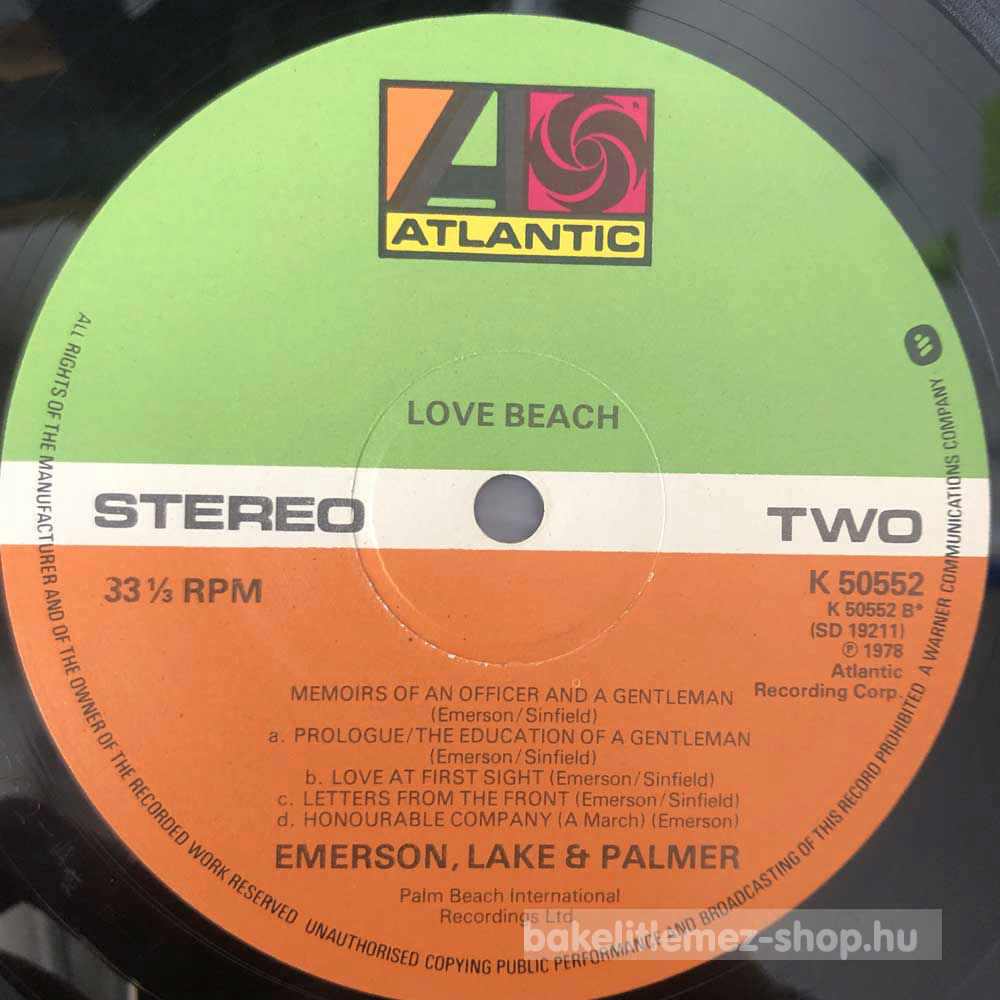 A
ATLANTIC
LOVE BEACH
STEREO
TWO
33 ⅓ RPM
K 50552
K 50552 B*
(SD 19211)
℗ 1978
Atlantic
Recording Corp.
MEMOIRS OF AN OFFICER AND A GENTLEMAN
(Emerson/Sinfield)
a. PROLOGUE/THE EDUCATION OF A GENTLEMAN
(Emerson/Sinfield)
b. LOVE AT FIRST SIGHT (Emerson/Sinfield)
c. LETTERS FROM THE FRONT (Emerson/Sinfield)
d. HONOURABLE COMPANY (A March) (Emerson)
EMERSON, LAKE & PALMER
Palm Beach International
Recordings Ltd.
ALL RIGHTS OF THE MANUFACTURER AND OF THE OWNER OF THE RECORDED WORK RESERVED UNAUTHORISED COPYING PUBLIC PERFORMANCE AND BROADCASTING OF THIS RECORD PROHIBITED A WARNER COMMUNICATIONS COMPANY
bakelitlemez-shop.hu